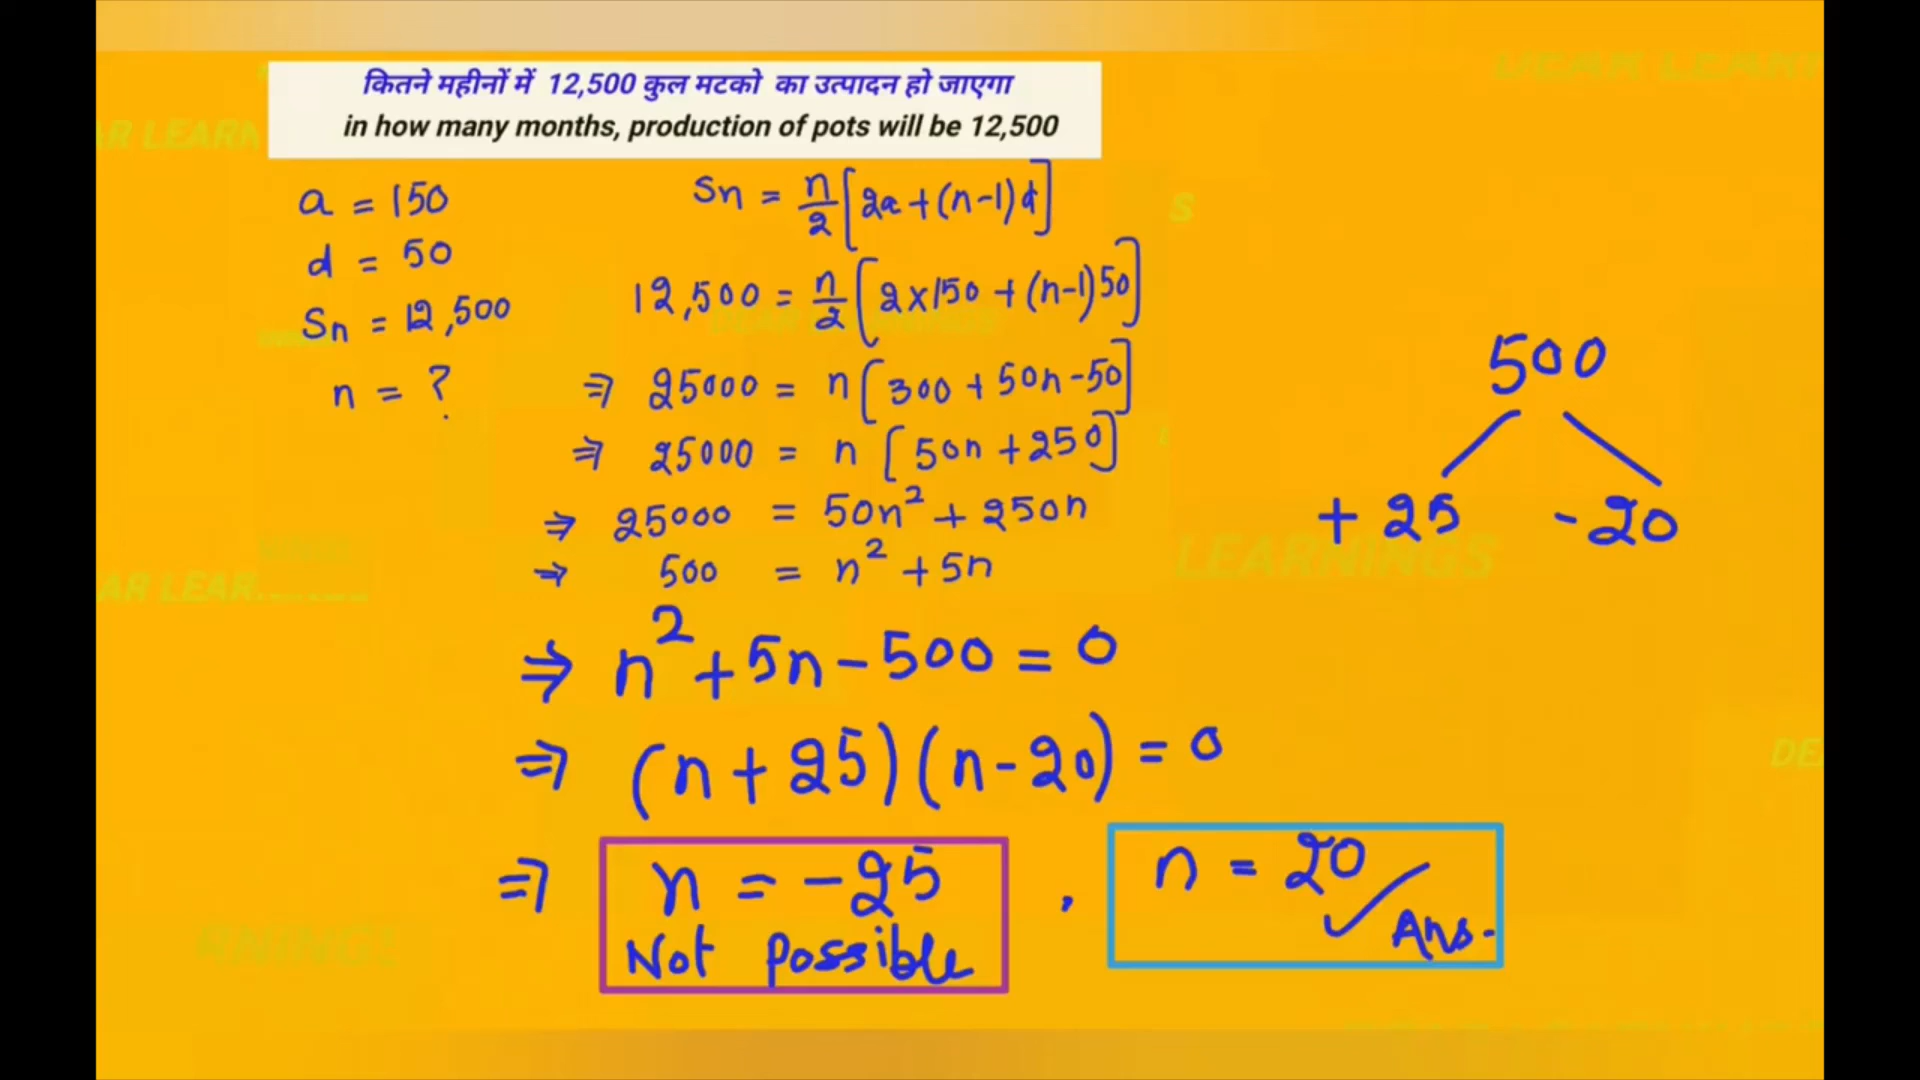 कितने महीनों में 12,500 कुल मटको का उत्पादन हो जाएगा
in how many months, production of pots will be 12,500
a = 150
d = 50
Sn = 12,500
n = ?
Sn = n/2 [2a + (n-1)d]
12,500 = n/2 [2×150 + (n-1)50]
⇒ 25000 = n [300 + 50n - 50]
⇒ 25000 = n [50n + 250]
⇒ 25000 = 50n² + 250n
⇒ 500 = n² + 5n
⇒ n² + 5n - 500 = 0
⇒ (n + 25) (n - 20) = 0
⇒ n = -25 , n = 20
Not possible
Ans.
500
+ 25 - 20
LEARNINGS